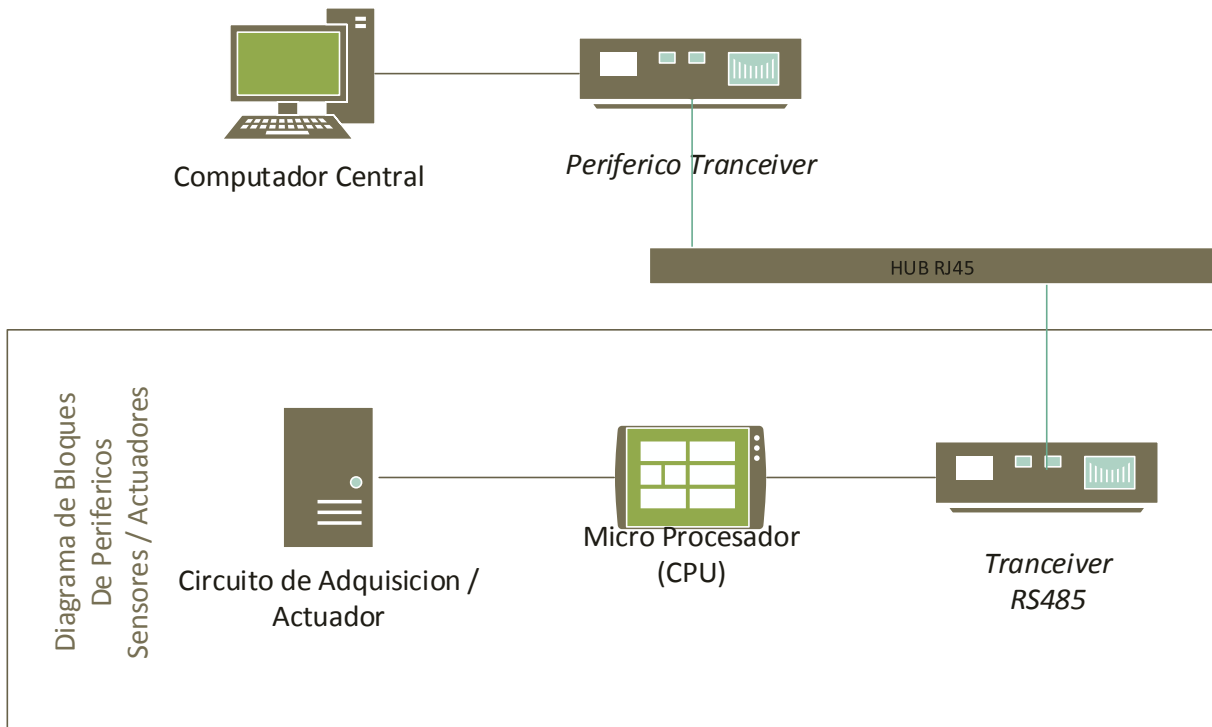 Computador Central
Periferico Tranceiver
HUB RJ45
Diagrama de Bloques
De Perifericos
Sensores / Actuadores
Circuito de Adquisicion /
Actuador
Micro Procesador
(CPU)
Tranceiver
RS485